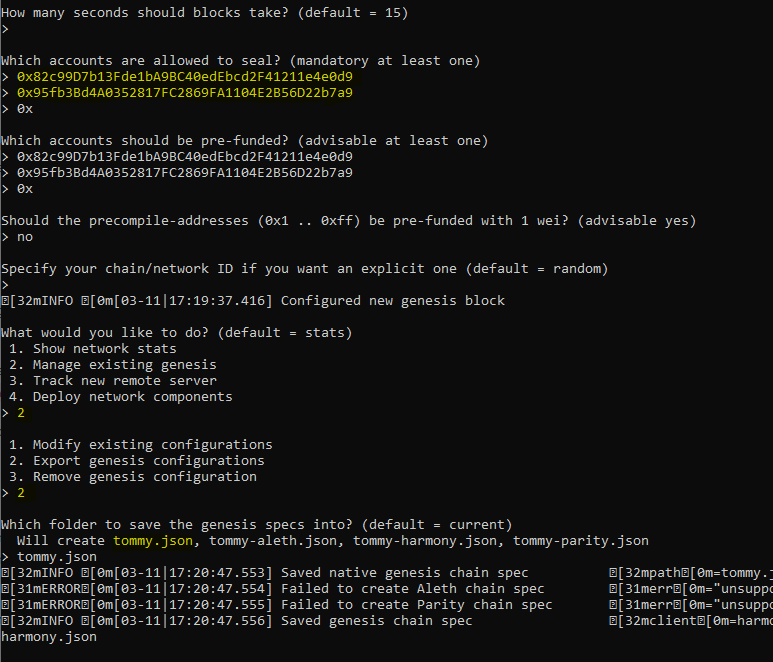 How many seconds should blocks take? (default = 15)
>
Which accounts are allowed to seal? (mandatory at least one)
> 0x82c99D7b13Fde1bA9BC40edEbcd2F41211e4e0d9
> 0x95fb3Bd4A0352817FC2869FA1104E2B56D22b7a9
> 0x
Which accounts should be pre-funded? (advisable at least one)
> 0x82c99D7b13Fde1bA9BC40edEbcd2F41211e4e0d9
> 0x95fb3Bd4A0352817FC2869FA1104E2B56D22b7a9
> 0x
Should the precompile-addresses (0x1 .. 0xff) be pre-funded with 1 wei? (advisable yes)
> no
Specify your chain/network ID if you want an explicit one (default = random)
>
[32mINFO [0m[03-11|17:19:37.416] Configured new genesis block
What would you like to do? (default = stats)
1. Show network stats
2. Manage existing genesis
3. Track new remote server
4. Deploy network components
> 2
1. Modify existing configurations
2. Export genesis configurations
3. Remove genesis configuration
> 2
Which folder to save the genesis specs into? (default = current)
Will create tommy.json, tommy-aleth.json, tommy-harmony.json, tommy-parity.json
> tommy.json
[32mINFO [0m[03-11|17:20:47.553] Saved native genesis chain spec [32mpath[0m=tommy.j
[31mERROR[0m[03-11|17:20:47.554] Failed to create Aleth chain spec [31merr[0m="unsuppo
[31mERROR[0m[03-11|17:20:47.555] Failed to create Parity chain spec [31merr[0m="unsuppo
[32mINFO [0m[03-11|17:20:47.556] Saved genesis chain spec [32mclient[0m=harmo
harmony.json